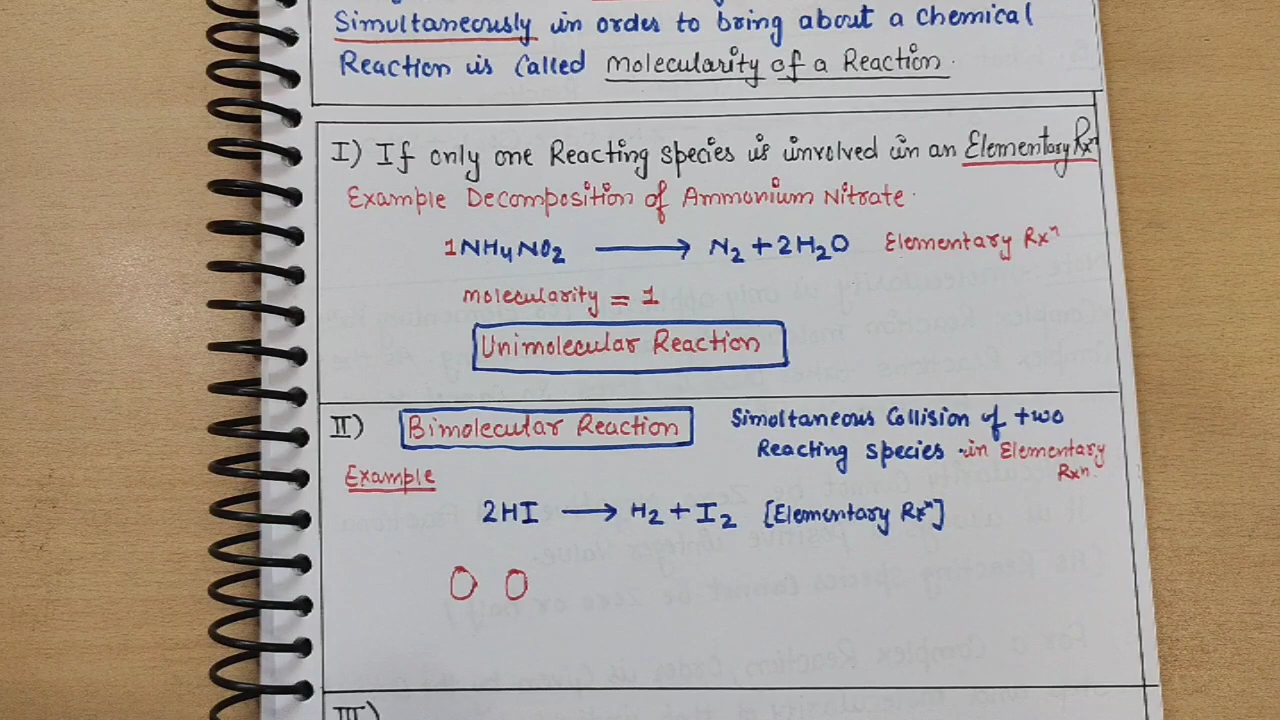 Simultaneously in order to bring about a Chemical
Reaction is Called molecularity of a Reaction.
I) If only one Reacting species is involved in an Elementary Rxⁿ
Example Decomposition of Ammonium Nitrate.
1NH₄NO₂ ⟶ N₂ + 2H₂O Elementary Rxⁿ
molecularity = 1
Unimolecular Reaction
II) Bimolecular Reaction Simultaneous Collision of two
Reacting species in Elementary
Rxn.
Example
2HI ⟶ H₂ + I₂ [Elementary Rxⁿ]
III)